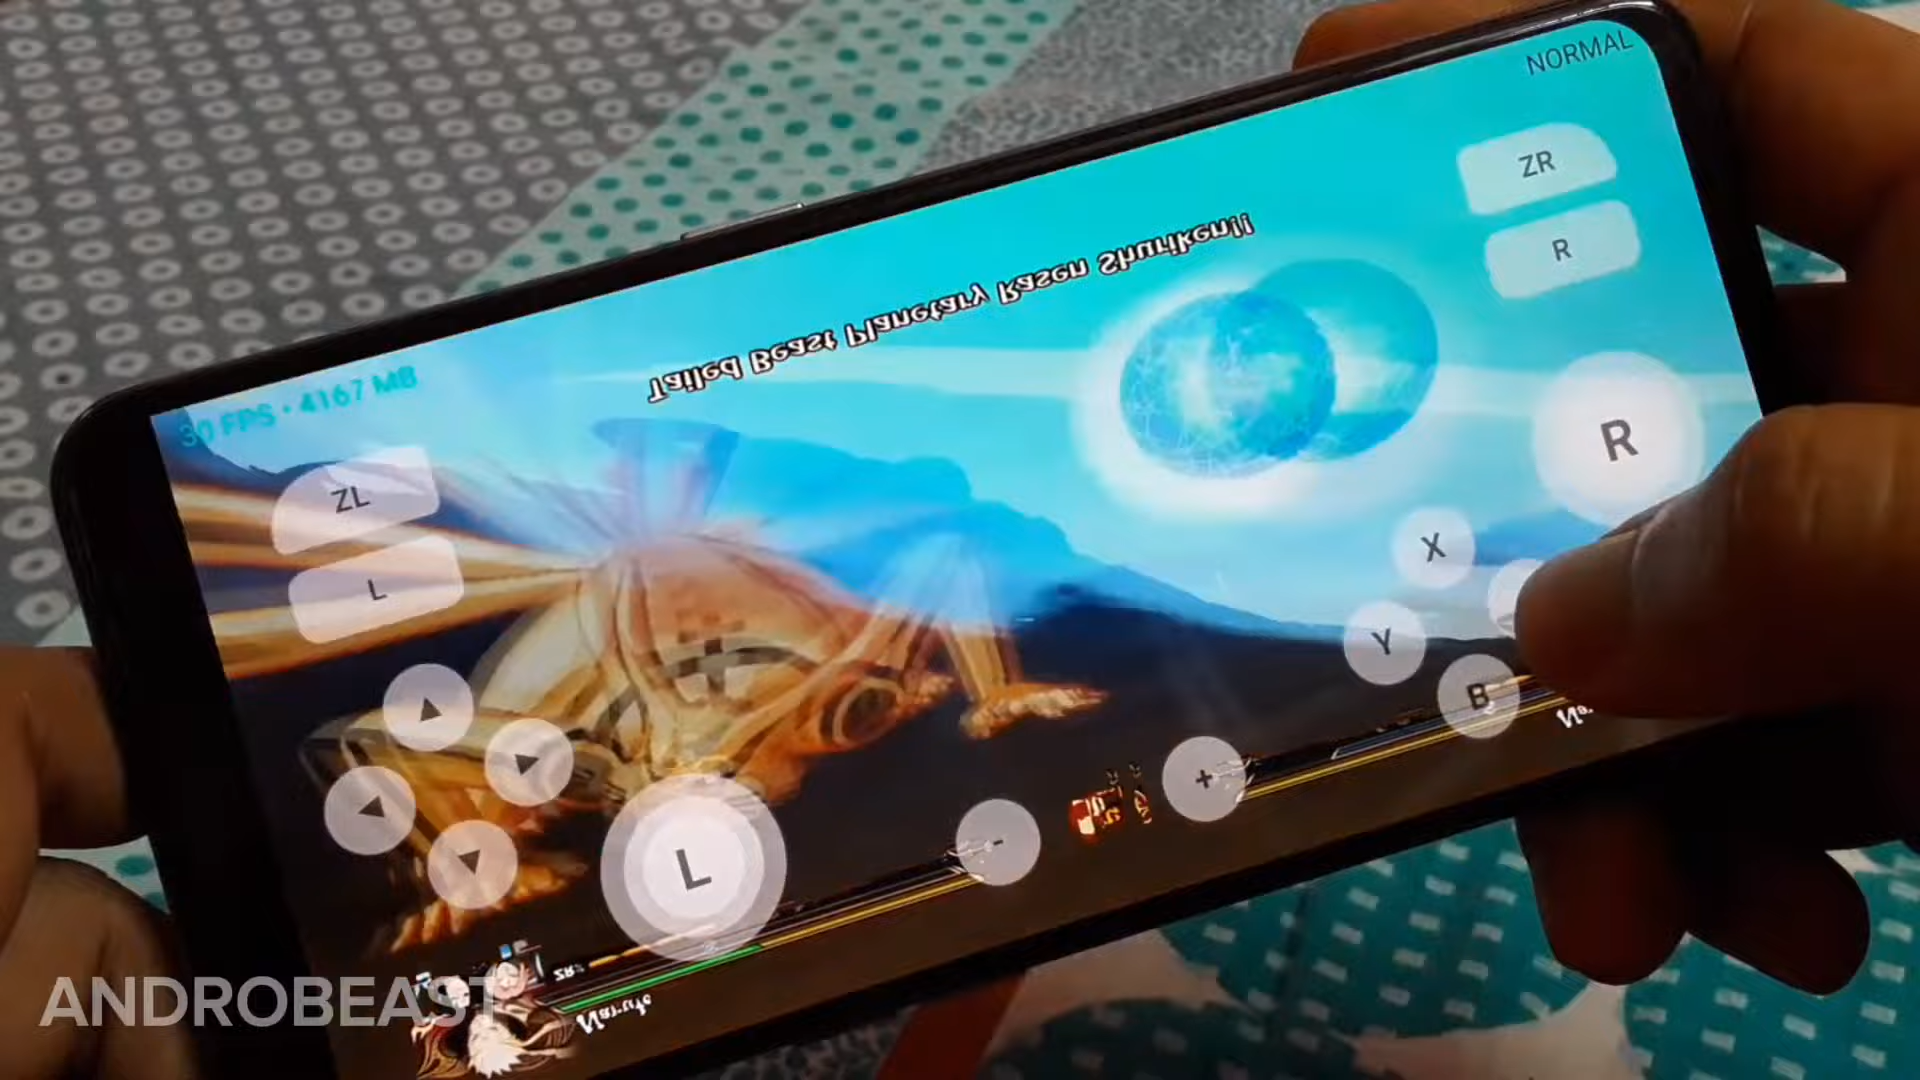 NORMAL
ZR
R
Tailed Beast Planetary Rasen Shuriken!!
30 FPS • 4167 MB
ZL
R
L
X
Y
B
+
-
L
Naruto
ANDROBEAST